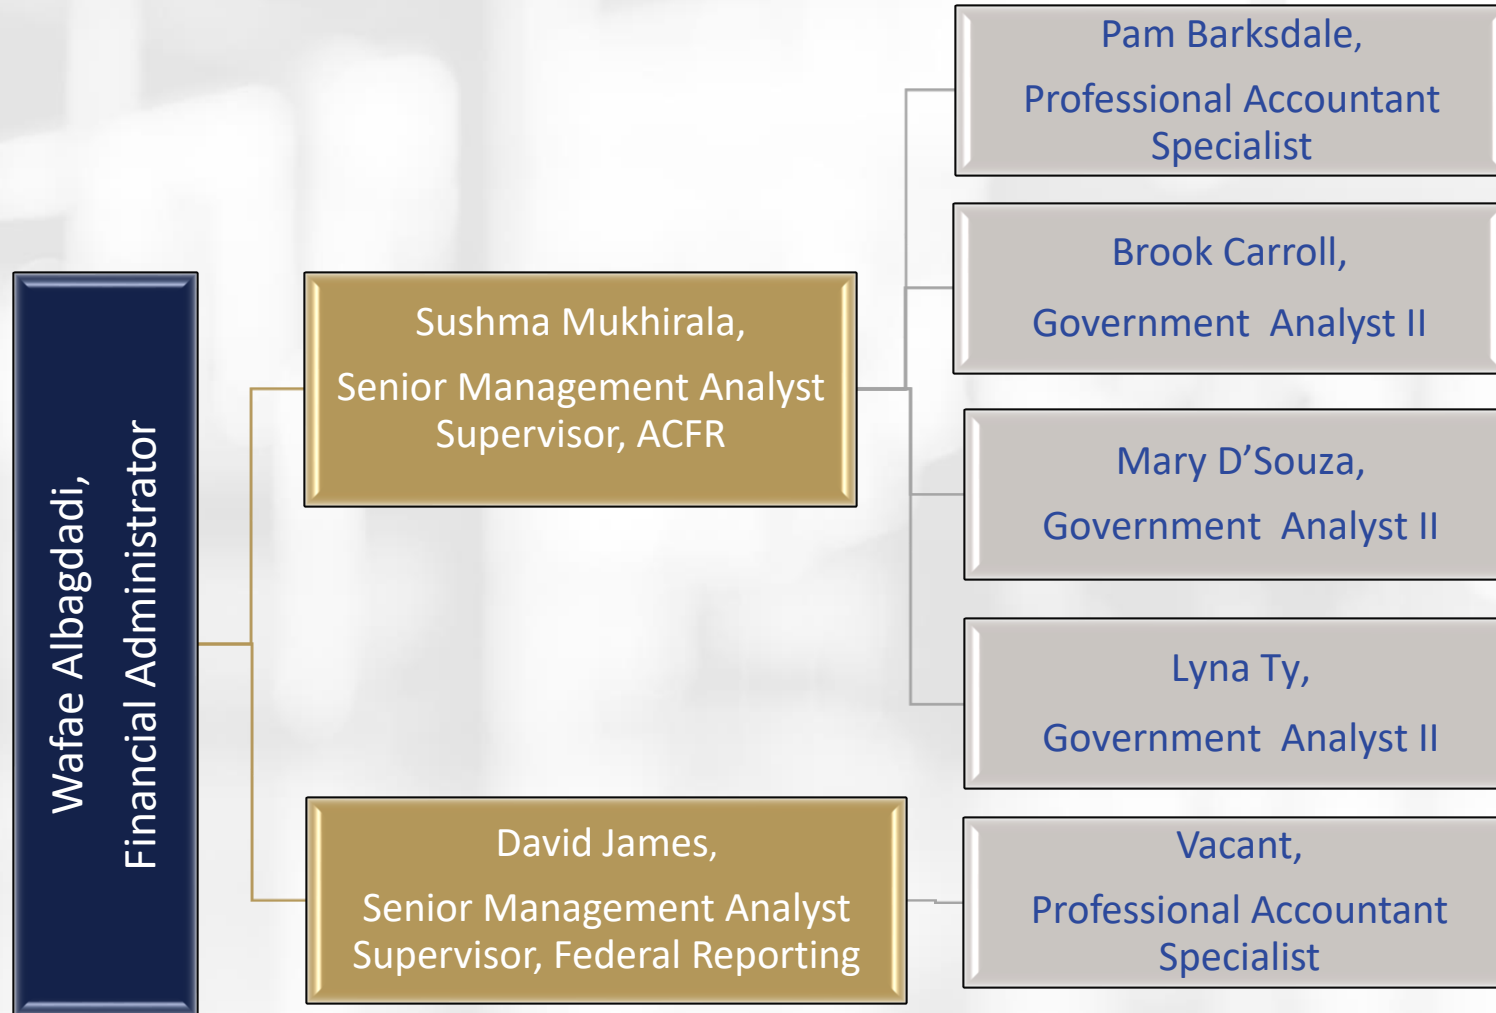 Wafae Albagdadi,
Financial Administrator
Sushma Mukhirala,
Senior Management Analyst
Supervisor, ACFR
David James,
Senior Management Analyst
Supervisor, Federal Reporting
Pam Barksdale,
Professional Accountant
Specialist
Brook Carroll,
Government  Analyst II
Mary D’Souza,
Government  Analyst II
Lyna Ty,
Government  Analyst II
Vacant,
Professional Accountant
Specialist